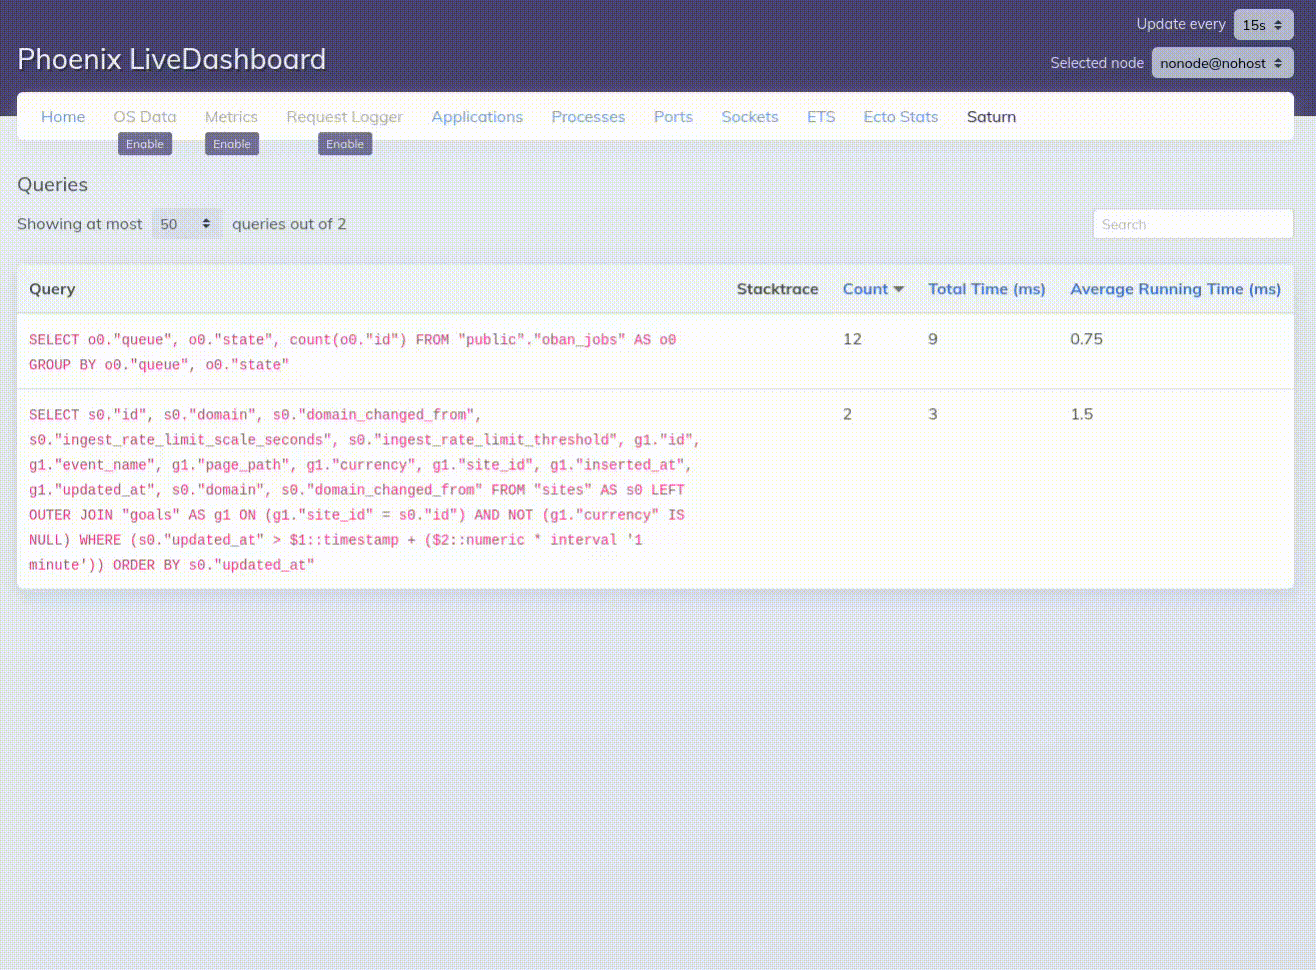 Update every 15s
Phoenix LiveDashboard
Selected node nonode@nohost
Home OS Data Metrics Request Logger Applications Processes Ports Sockets ETS Ecto Stats Saturn
Enable Enable Enable
Queries
Showing at most 50 queries out of 2 Search
Query Stacktrace Count Total Time (ms) Average Running Time (ms)
SELECT o0."queue", o0."state", count(o0."id") FROM "public"."oban_jobs" AS o0 12 9 0.75
GROUP BY o0."queue", o0."state"
SELECT s0."id", s0."domain", s0."domain_changed_from", 2 3 1.5
s0."ingest_rate_limit_scale_seconds", s0."ingest_rate_limit_threshold", g1."id",
g1."event_name", g1."page_path", g1."currency", g1."site_id", g1."inserted_at",
g1."updated_at", s0."domain", s0."domain_changed_from" FROM "sites" AS s0 LEFT
OUTER JOIN "goals" AS g1 ON (g1."site_id" = s0."id") AND NOT (g1."currency" IS
NULL) WHERE (s0."updated_at" > $1::timestamp + ($2::numeric * interval '1
minute')) ORDER BY s0."updated_at"